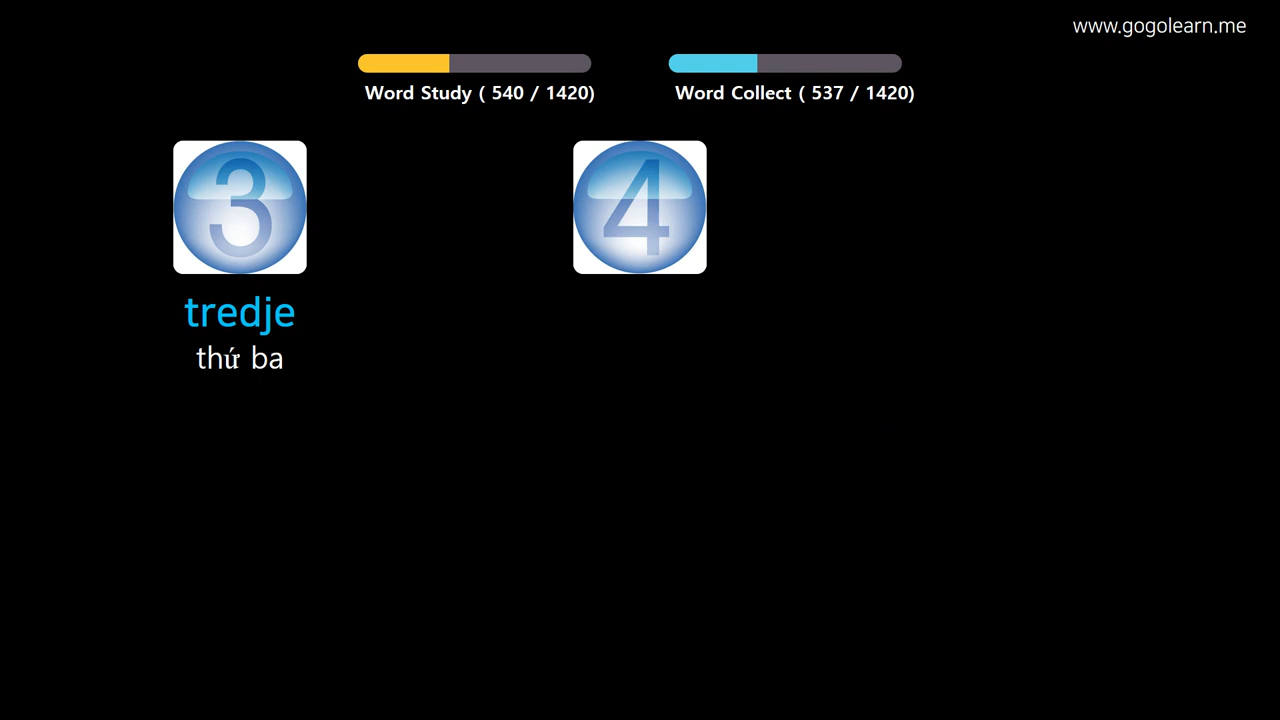 www.gogolearn.me
Word Study ( 540 / 1420)
Word Collect ( 537 / 1420)
3
4
tredje
thứ ba